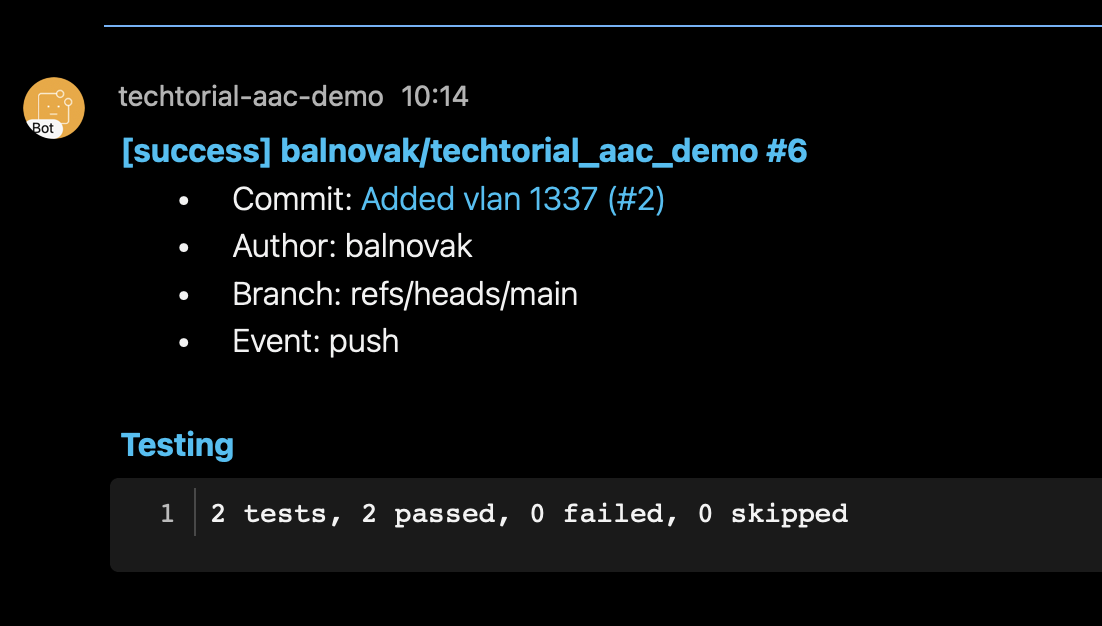 techtorial-aac-demo 10:14
Bot
[success] balnovak/techtorial_aac_demo #6
• Commit: Added vlan 1337 (#2)
• Author: balnovak
• Branch: refs/heads/main
• Event: push
Testing
1 2 tests, 2 passed, 0 failed, 0 skipped